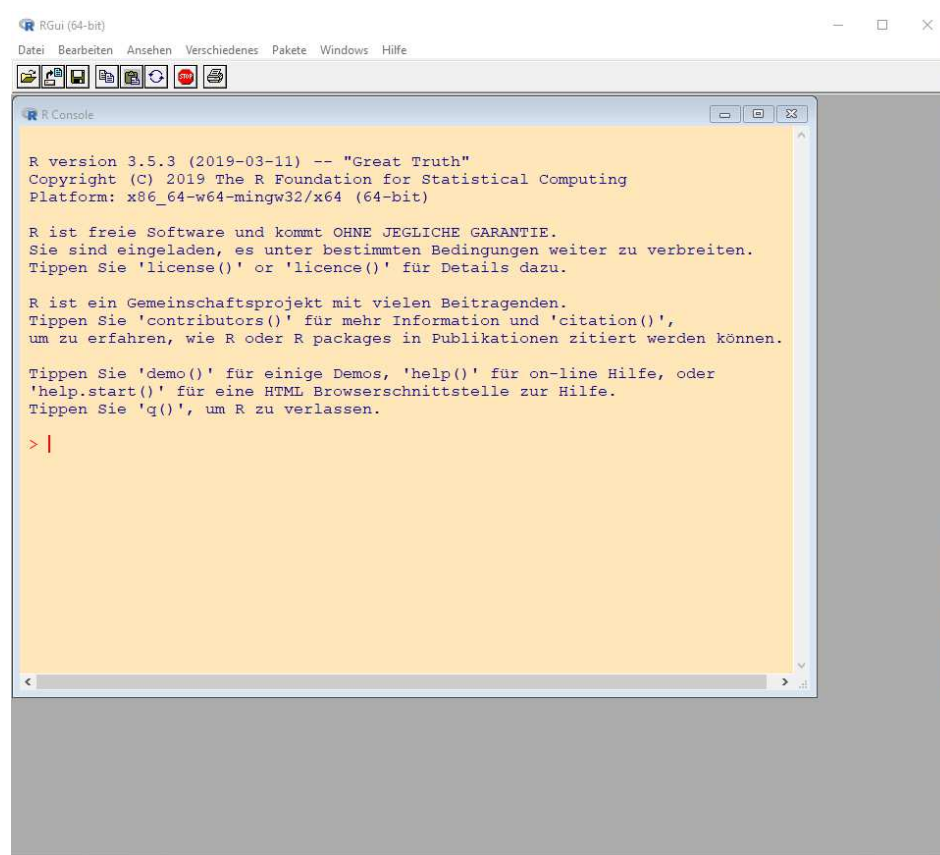 RGui (64-bit)
Datei Bearbeiten Ansehen Verschiedenes Pakete Windows Hilfe
STOP
R Console
R version 3.5.3 (2019-03-11) -- "Great Truth"
Copyright (C) 2019 The R Foundation for Statistical Computing
Platform: x86_64-w64-mingw32/x64 (64-bit)
R ist freie Software und kommt OHNE JEGLICHE GARANTIE.
Sie sind eingeladen, es unter bestimmten Bedingungen weiter zu verbreiten.
Tippen Sie 'license()' or 'licence()' für Details dazu.
R ist ein Gemeinschaftsprojekt mit vielen Beitragenden.
Tippen Sie 'contributors()' für mehr Information und 'citation()',
um zu erfahren, wie R oder R packages in Publikationen zitiert werden können.
Tippen Sie 'demo()' für einige Demos, 'help()' für on-line Hilfe, oder
'help.start()' für eine HTML Browserschnittstelle zur Hilfe.
Tippen Sie 'q()', um R zu verlassen.
>